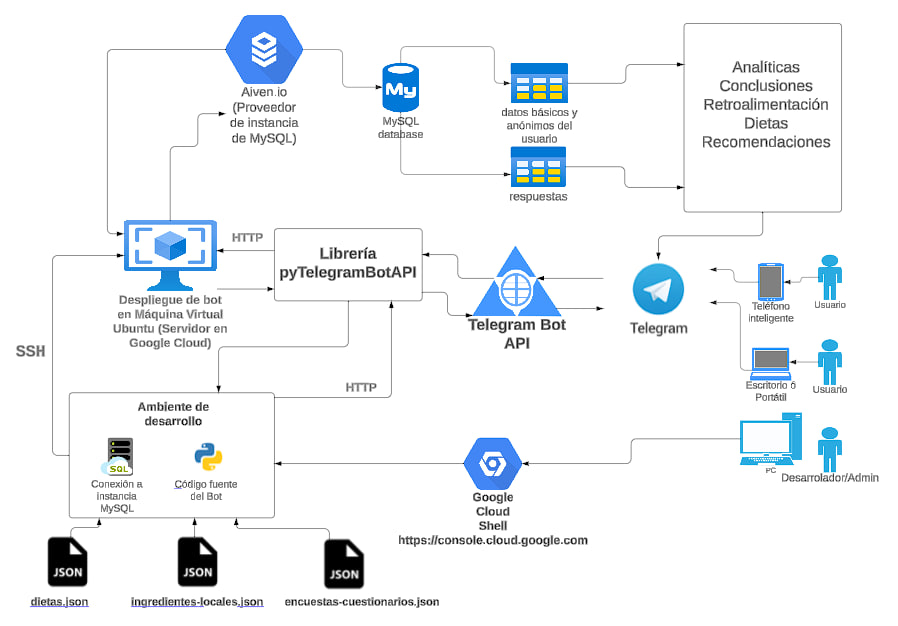 Aiven.io
(Proveedor
de instancia
de MySQL)
My
MySQL
database
datos básicos y
anónimos del
usuario
respuestas
Analíticas
Conclusiones
Retroalimentación
Dietas
Recomendaciones
HTTP
Librería
pyTelegramBotAPI
Despliegue de bot
en Máquina Virtual
Ubuntu (Servidor en
Google Cloud)
Telegram Bot
API
Telegram
Teléfono
inteligente
Usuario
SSH
HTTP
Escritorio ó
Portátil
Usuario
Ambiente de
desarrollo
SQL
Conexión a
instancia
MySQL
Código fuente
del Bot
Google
Cloud
Shell
https://console.cloud.google.com
PC
Desarrolador/Admin
JSON
dietas.json
JSON
ingredientes-locales.json
JSON
encuestas-cuestionarios.json